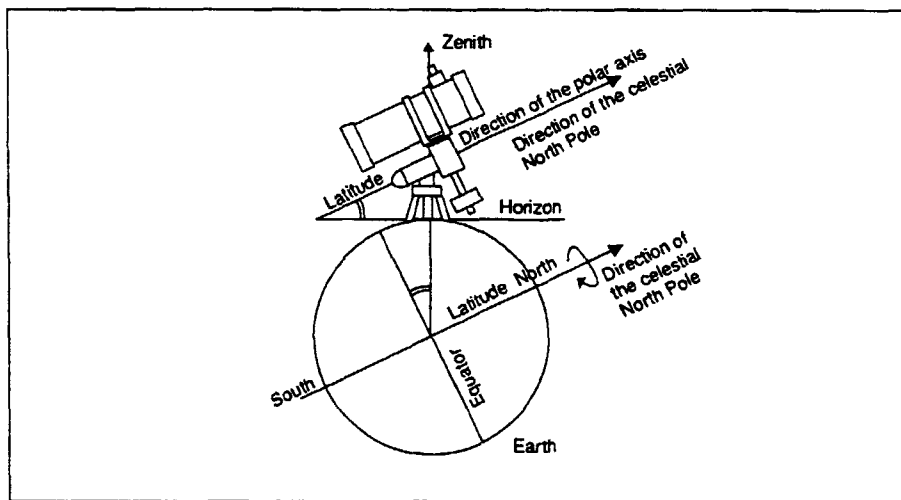 Zenith
Direction of the polar axis
Direction of the celestial
North Pole
Latitude
Horizon
Latitude North
Direction of
the celestial
North Pole
South
Equator
Earth